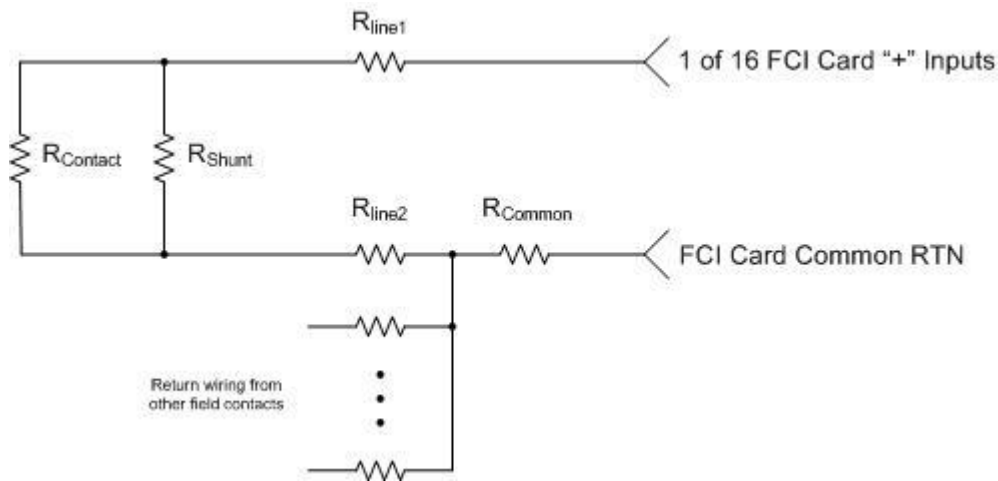 Rline1
1 of 16 FCI Card “+” Inputs
RContact
RShunt
Rline2
RCommon
FCI Card Common RTN
Return wiring from
other field contacts